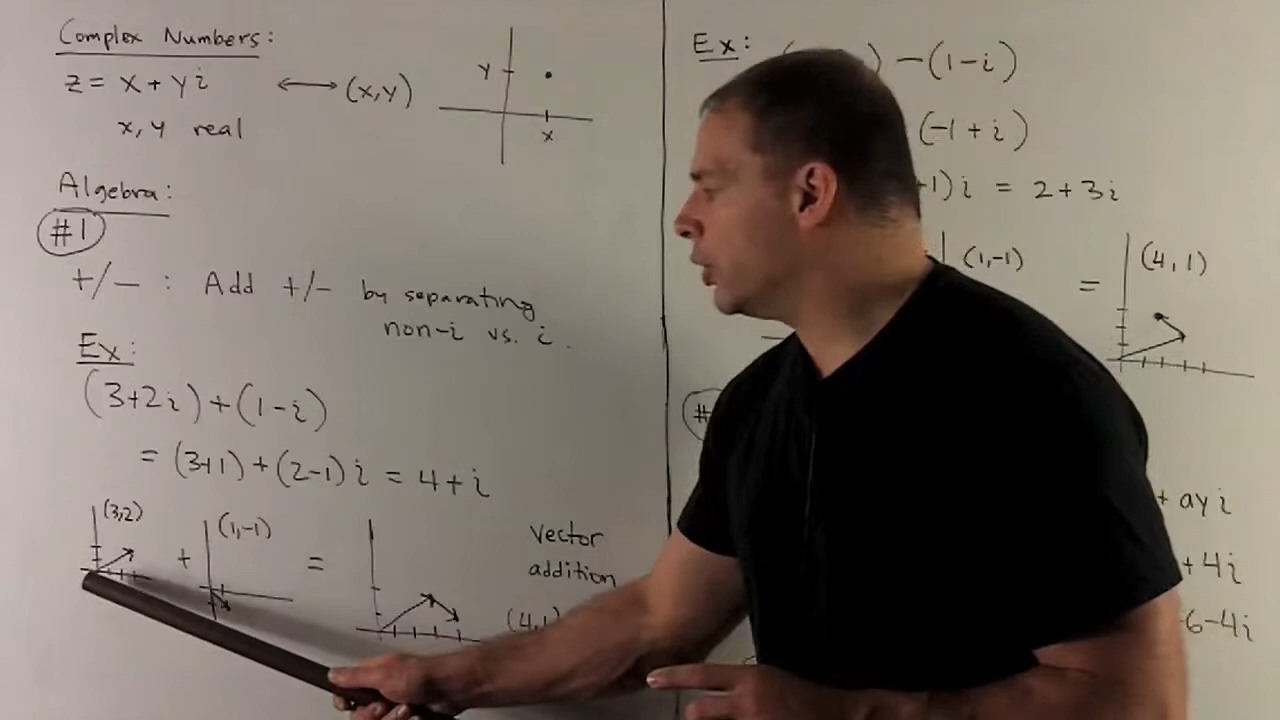 Complex Numbers:
z = x + yi ⟷ (x,y)
x, y real
y
x
Algebra:
#1
+/− : Add +/− by separating
non-i vs. i.
Ex:
(3+2i)+(1-i)
= (3+1)+(2-1)i = 4+i
(3,2) + (1,-1) =
vector
addition
(4,1)
Ex: ) −(1-i)
(-1+i)
1)i = 2+3i
(1,-1) = (4,1)
#
+ ayi
+4i
6-4i